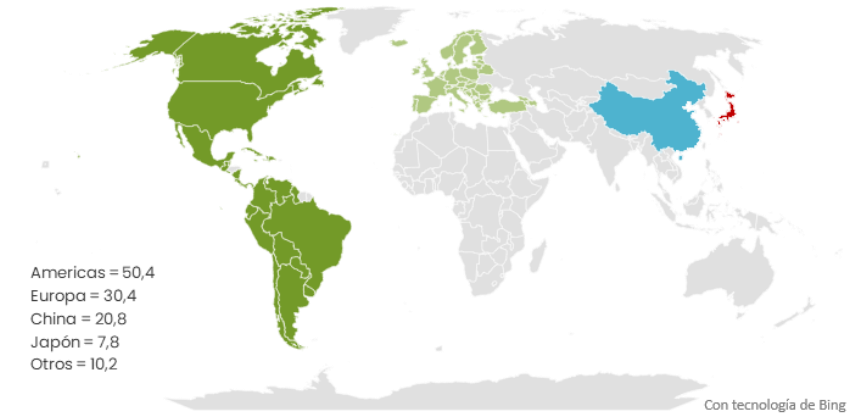 Americas = 50,4
Europa = 30,4
China = 20,8
Japón = 7,8
Otros = 10,2
Con tecnología de Bing